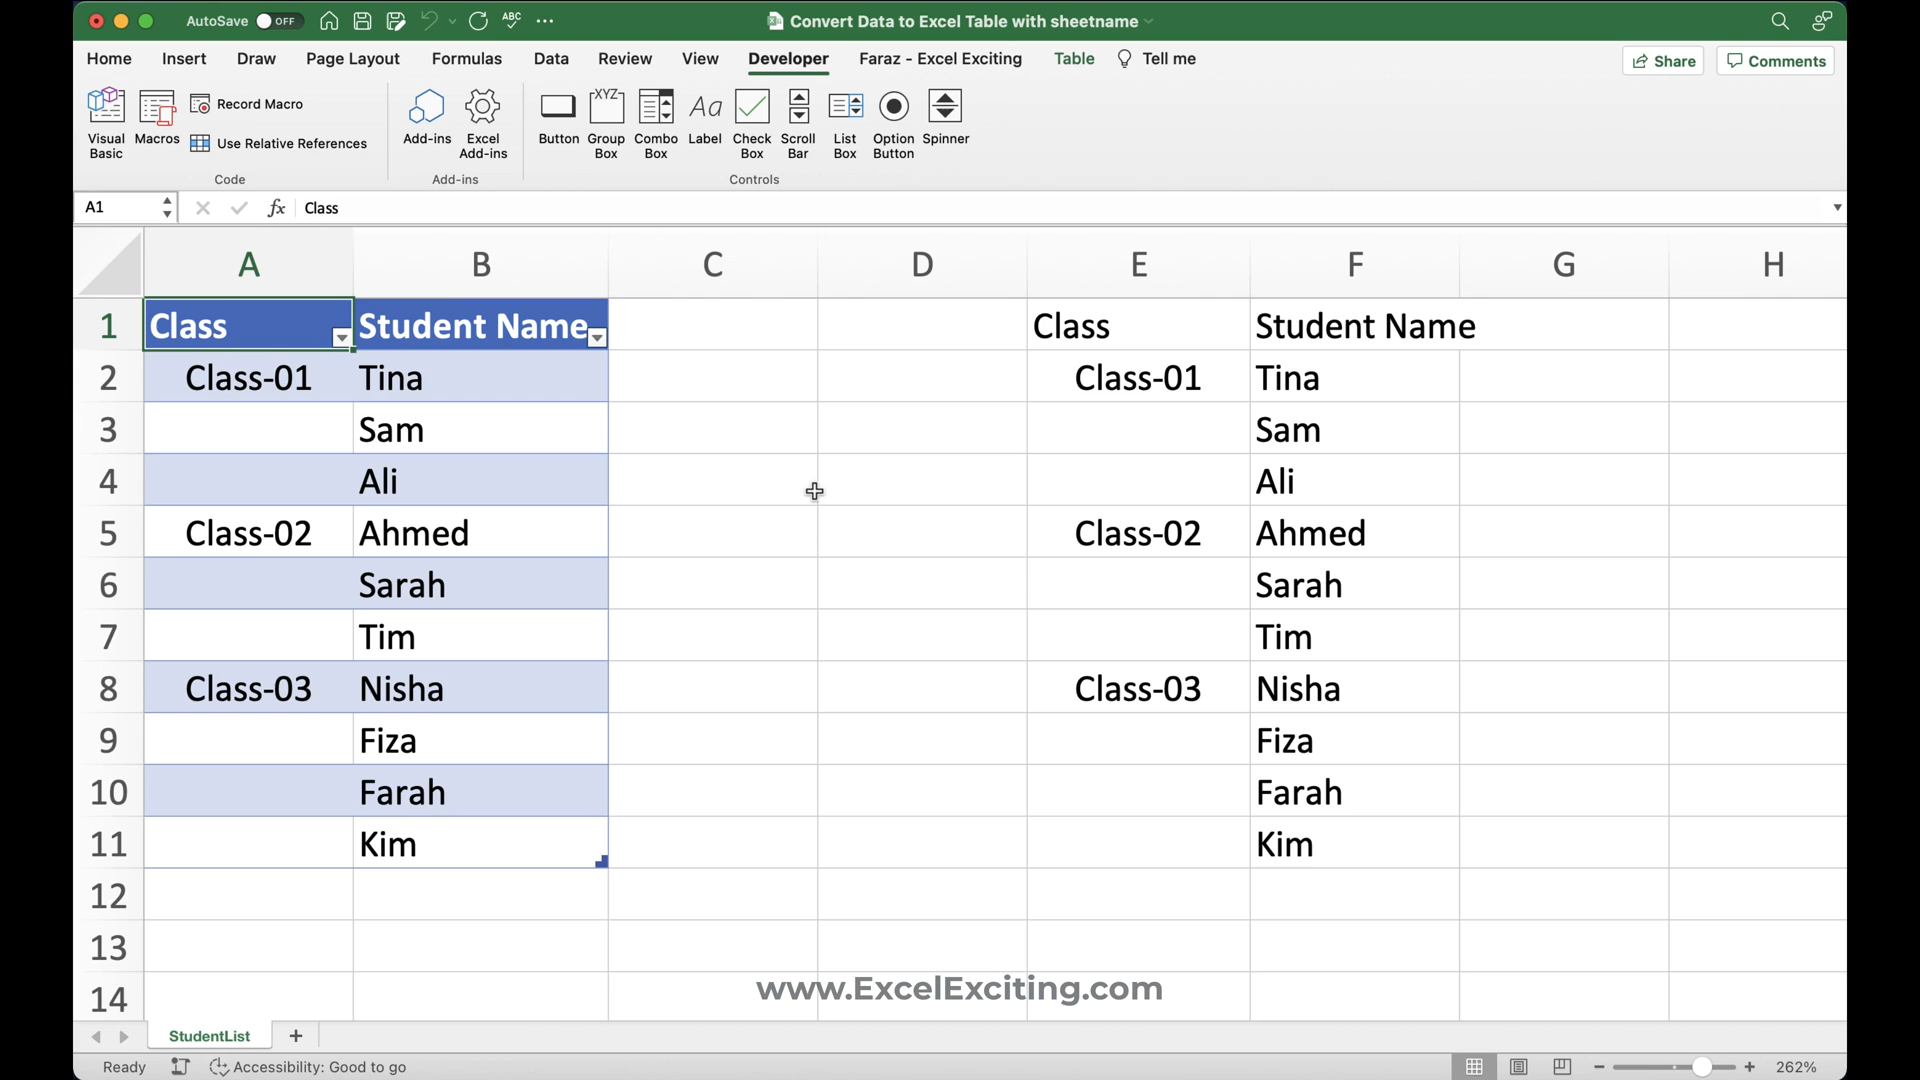 AutoSave OFF ABC Convert Data to Excel Table with sheetname
Home Insert Draw Page Layout Formulas Data Review View Developer Faraz - Excel Exciting Table Tell me Share Comments
Visual Basic
Macros
Record Macro
Use Relative References
Code
Add-ins
Excel Add-ins
Add-ins
Button
XYZ
Group Box
Combo Box
Aa
Label
Check Box
Scroll Bar
List Box
Option Button
Spinner
Controls
A1 fx Class
A B C D E F G H
1 Class Student Name Class Student Name
2 Class-01 Tina Class-01 Tina
3 Sam Sam
4 Ali Ali
5 Class-02 Ahmed Class-02 Ahmed
6 Sarah Sarah
7 Tim Tim
8 Class-03 Nisha Class-03 Nisha
9 Fiza Fiza
10 Farah Farah
11 Kim Kim
12
13
14
www.ExcelExciting.com
StudentList +
Ready Accessibility: Good to go 262%